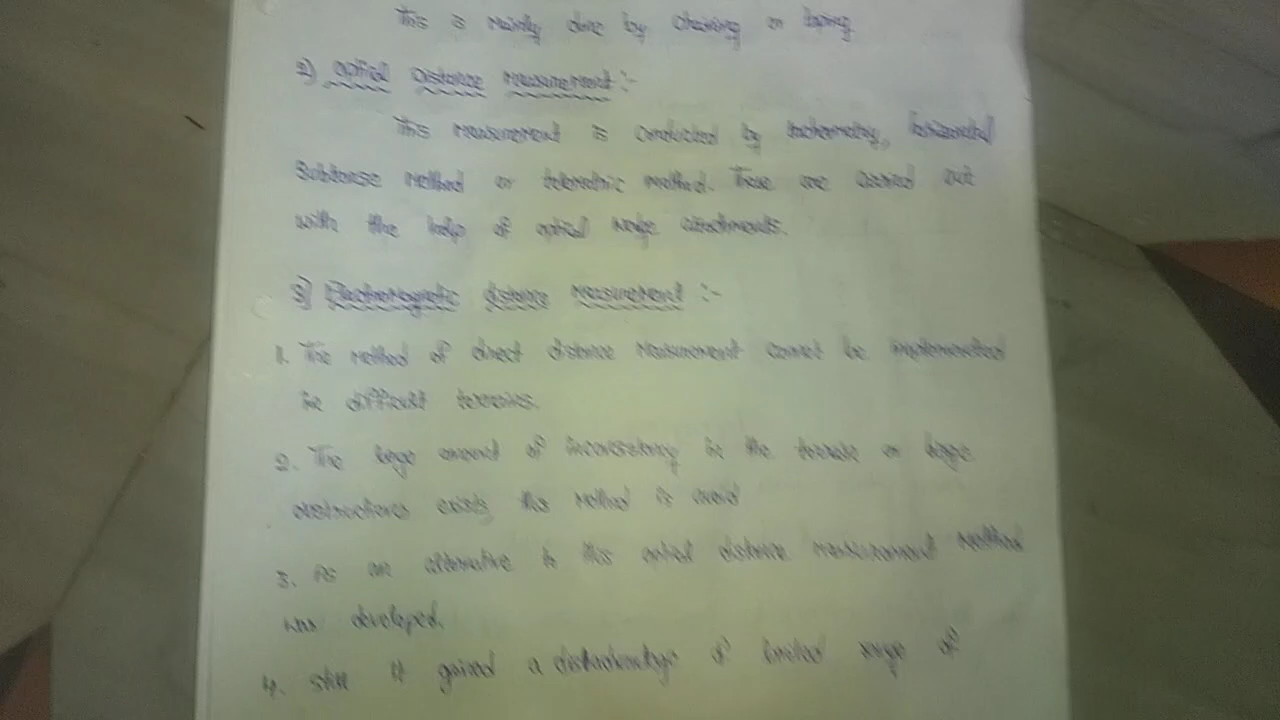 This is Mainly done by chaining or taping.
2) Optical Distance Measurement :-
This Measurement is Conducted by tacheometry, horizontal
Subtense Method or telemetric method. These are carried out
with the help of optical wedge attachments.
3) Electromagnetic distance Measurement :-
1. The Method of direct distance Measurement cannot be implemented
in difficult terrains.
2. The large amount of inconsistency in the terrain or large
obstructions exists this Method is avoid
3. As an alternative to this optical distance measurement Method
was developed.
4. still it gained a disadvantage of limited range of